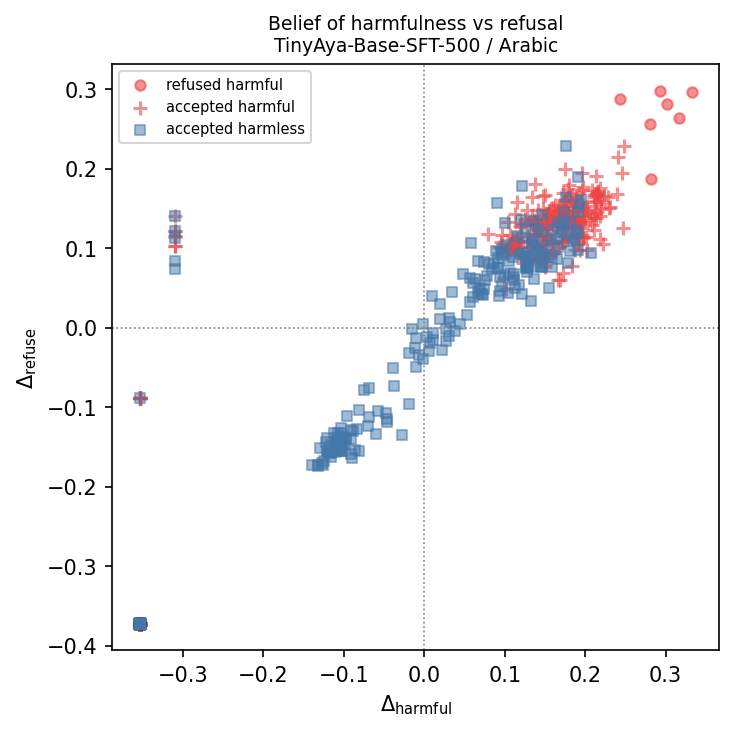 Belief of harmfulness vs refusal
TinyAya-Base-SFT-500 / Arabic
refused harmful
accepted harmful
accepted harmless
0.3
0.2
0.1
0.0
−0.1
−0.2
−0.3
−0.4
Δrefuse
−0.3 −0.2 −0.1 0.0 0.1 0.2 0.3
Δharmful